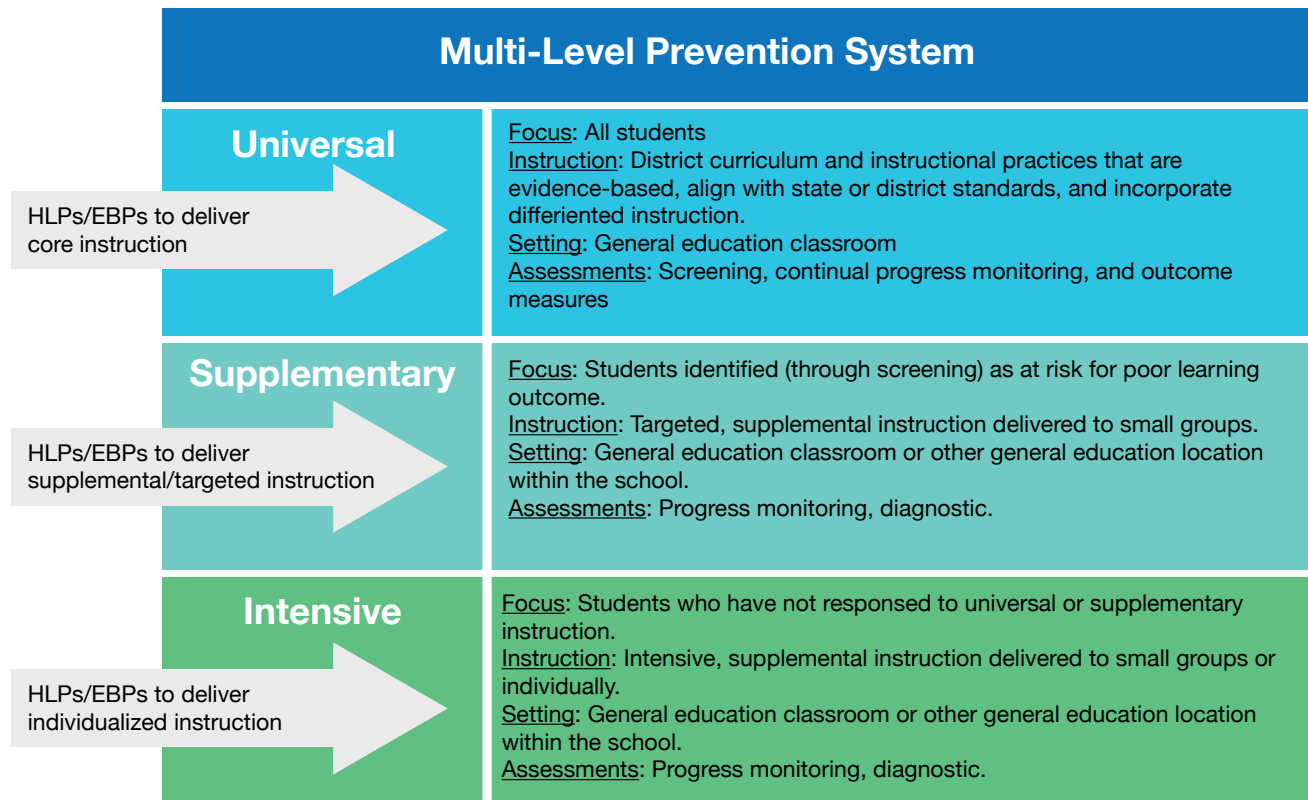 Multi-Level Prevention System
Universal
HLPs/EBPs to deliver
core instruction
Focus: All students
Instruction: District curriculum and instructional practices that are
evidence-based, align with state or district standards, and incorporate
differiented instruction.
Setting: General education classroom
Assessments: Screening, continual progress monitoring, and outcome
measures
Supplementary
HLPs/EBPs to deliver
supplemental/targeted instruction
Focus: Students identified (through screening) as at risk for poor learning
outcome.
Instruction: Targeted, supplemental instruction delivered to small groups.
Setting: General education classroom or other general education location
within the school.
Assessments: Progress monitoring, diagnostic.
Intensive
HLPs/EBPs to deliver
individualized instruction
Focus: Students who have not responsed to universal or supplementary
instruction.
Instruction: Intensive, supplemental instruction delivered to small groups or
individually.
Setting: General education classroom or other general education location
within the school.
Assessments: Progress monitoring, diagnostic.